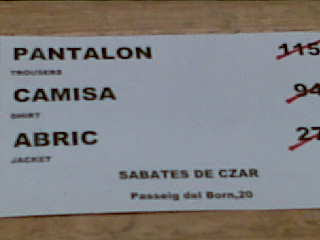 PANTALON 115
TROUSERS
CAMISA 94
SHIRT
ABRIC 27
JACKET
SABATES DE CZAR
Passeig del Born,20